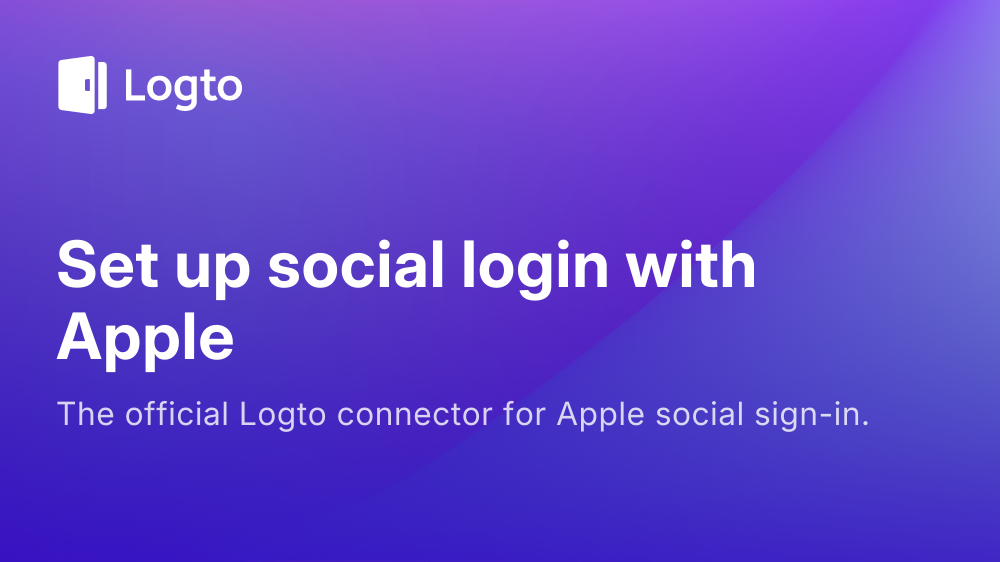 Logto
Set up social login with
Apple
The official Logto connector for Apple social sign-in.